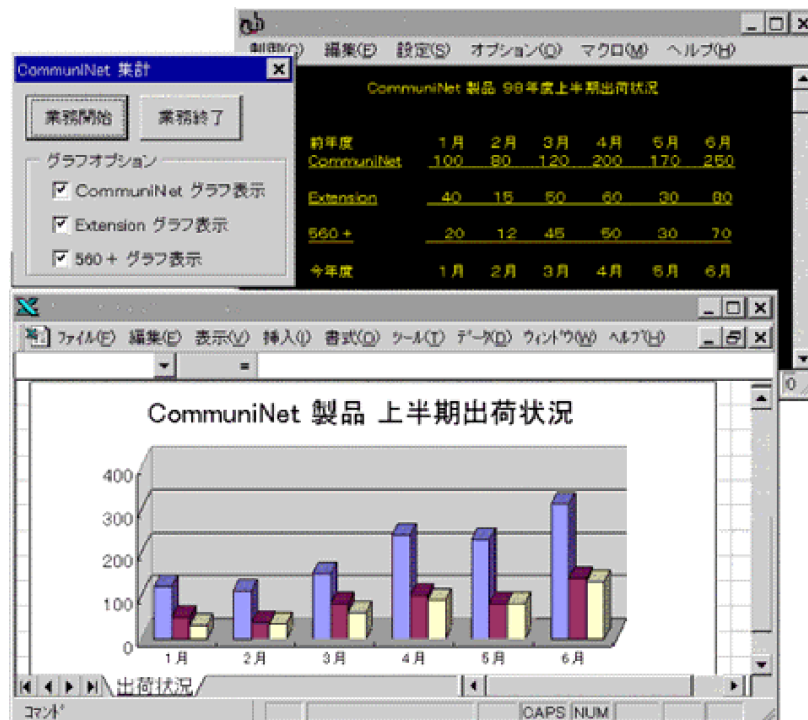 制御(C) 編集(E) 設定(S) オプション(O) マクロ(M) ヘルプ(H)
CommuniNet 製品 98年度上半期出荷状況
前年度 1月 2月 3月 4月 5月 6月
CommuniNet 100 80 120 200 170 250
Extension 40 15 50 60 30 80
560+ 20 12 45 50 30 70
今年度 1月 2月 3月 4月 5月 6月
CommuniNet 集計
業務開始 業務終了
グラフオプション
CommuniNet グラフ表示
Extension グラフ表示
560+ グラフ表示
ファイル(F) 編集(E) 表示(V) 挿入(I) 書式(O) ツール(T) データ(D) ウィンドウ(W) ヘルプ(H)
=
CommuniNet 製品 上半期出荷状況
400
300
200
100
0
1月 2月 3月 4月 5月 6月
出荷状況
コマンド CAPS NUM